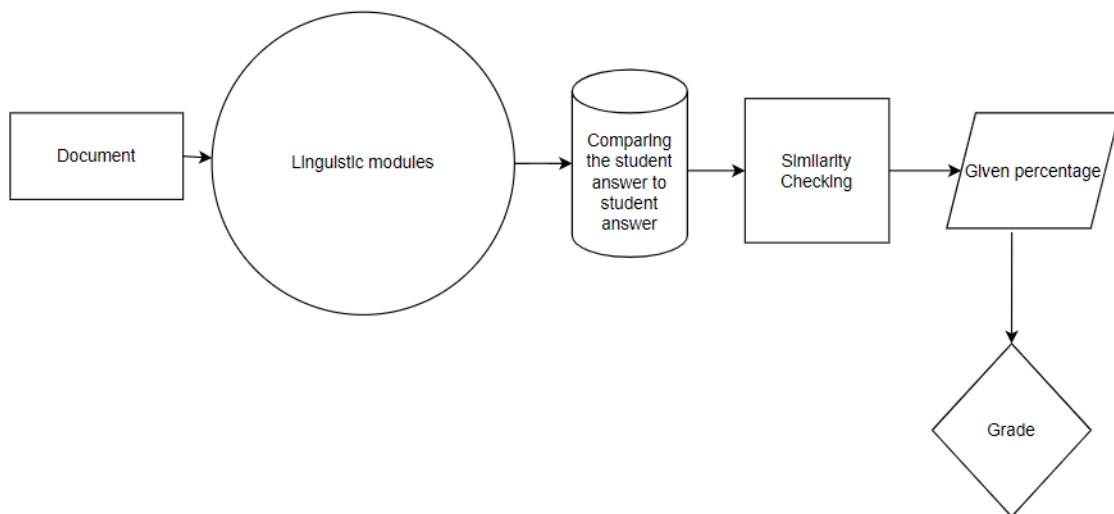 Document
Linguistic modules
Comparing
the student
answer to
student
answer
Similarity
Checking
Given percentage
Grade